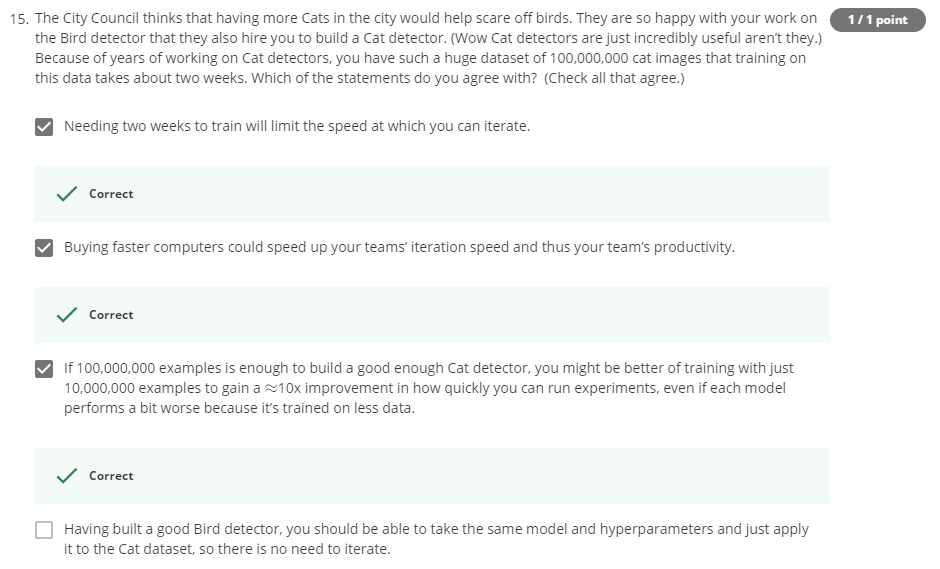 15. The City Council thinks that having more Cats in the city would help scare off birds. They are so happy with your work on
1 / 1 point
the Bird detector that they also hire you to build a Cat detector. (Wow Cat detectors are just incredibly useful aren't they.)
Because of years of working on Cat detectors, you have such a huge dataset of 100,000,000 cat images that training on
this data takes about two weeks. Which of the statements do you agree with? (Check all that agree.)
Needing two weeks to train will limit the speed at which you can iterate.
Correct
Buying faster computers could speed up your teams' iteration speed and thus your team's productivity.
Correct
If 100,000,000 examples is enough to build a good enough Cat detector, you might be better of training with just
10,000,000 examples to gain a ≈10x improvement in how quickly you can run experiments, even if each model
performs a bit worse because it's trained on less data.
Correct
Having built a good Bird detector, you should be able to take the same model and hyperparameters and just apply
it to the Cat dataset, so there is no need to iterate.